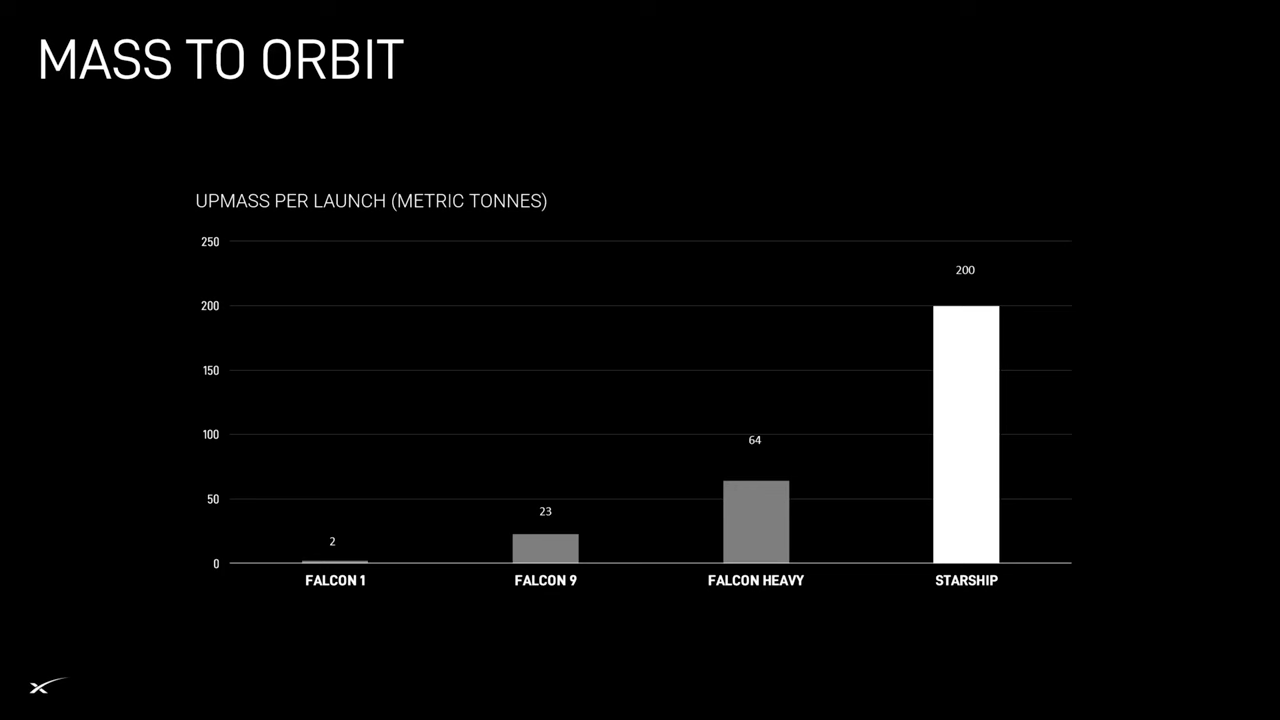 MASS TO ORBIT
UPMASS PER LAUNCH (METRIC TONNES)
250
200
200
150
100
64
50
23
2
0
FALCON 1
FALCON 9
FALCON HEAVY
STARSHIP